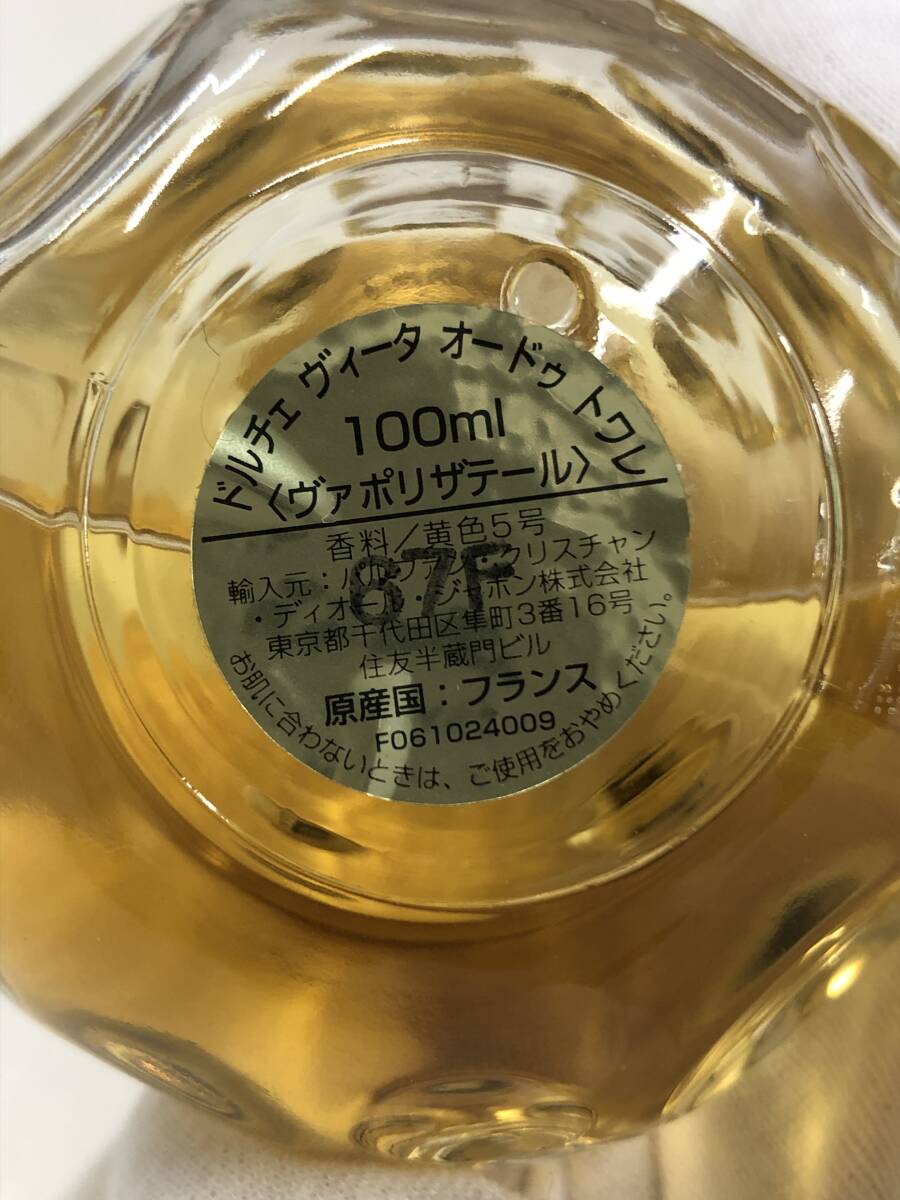 ドルチェ ヴィータ オードゥ トワレ
100ml
〈ヴァポリザテール〉
香料／黄色5号
輸入元：パルファン・クリスチャン
・ディオール・ジャポン株式会社
東京都千代田区隼町3番16号
住友半蔵門ビル
原産国：フランス
F061024009
お肌に合わないときは、ご使用をおやめください。
67F